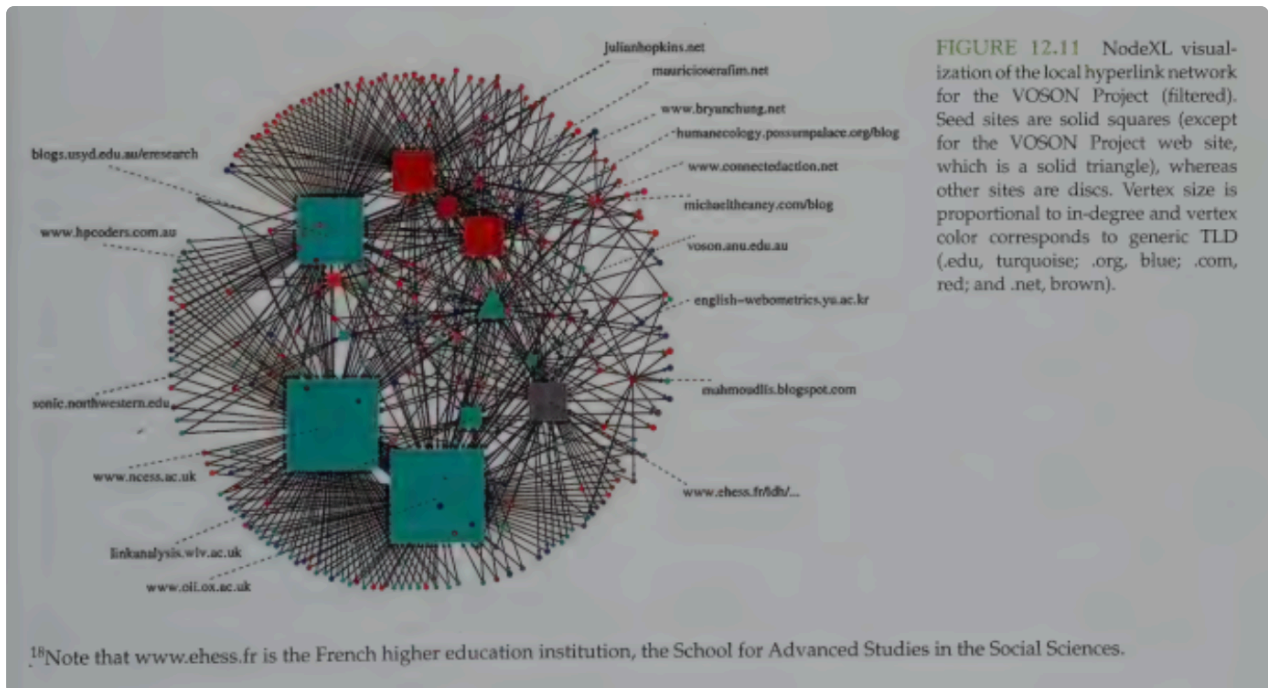 Julianhopkins.net
mauricioserafim.net
www.bryanchung.net
humanecology.possumpalace.org/blog
blogs.usyd.edu.au/eresearch
www.connectedaction.net
michaeltheaney.com/blog
www.hpcoders.com.au
voson.anu.edu.au
english-webometrics.yu.ac.kr
mahmoudlis.blogspot.com
sonic.northwestern.edu
www.ncess.ac.uk
www.ehess.fr/ldh/...
linkanalysis.wlv.ac.uk
www.oii.ox.ac.uk
FIGURE 12.11 NodeXL visual-
ization of the local hyperlink network
for the VOSON Project (filtered).
Seed sites are solid squares (except
for the VOSON Project web site,
which is a solid triangle), whereas
other sites are discs. Vertex size is
proportional to in-degree and vertex
color corresponds to generic TLD
(.edu, turquoise; .org, blue; .com,
red; and .net, brown).
18Note that www.ehess.fr is the French higher education institution, the School for Advanced Studies in the Social Sciences.